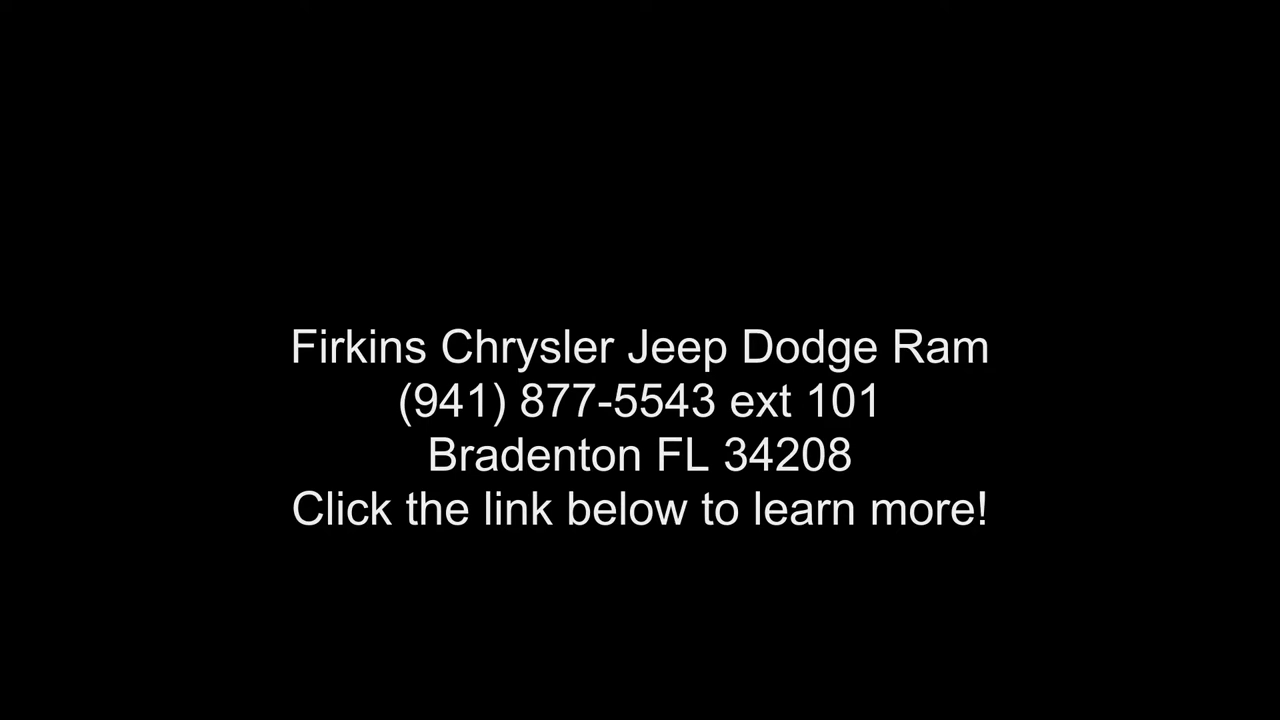 Firkins Chrysler Jeep Dodge Ram
(941) 877-5543 ext 101
Bradenton FL 34208
Click the link below to learn more!